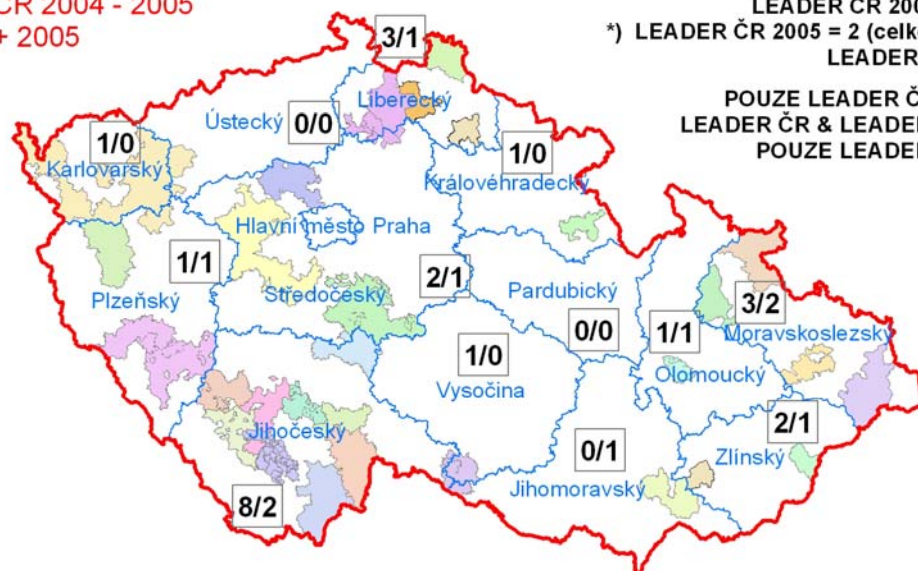 ČR 2004 - 2005
+ 2005
LEADER ČR 200
*) LEADER ČR 2005 = 2 (celke
LEADER
POUZE LEADER Č
LEADER ČR & LEADER
POUZE LEADER
3/1
Liberecký
Ústecký
0/0
1/0
Karlovarský
1/0
Královéhradecký
Hlavní město Praha
1/1
2/1
Plzeňský
Středočeský
Pardubický
3/2
0/0
1/1
Moravskoslezský
1/0
Vysočina
Olomoucký
2/1
Jihočeský
0/1
Zlínský
Jihomoravský
8/2